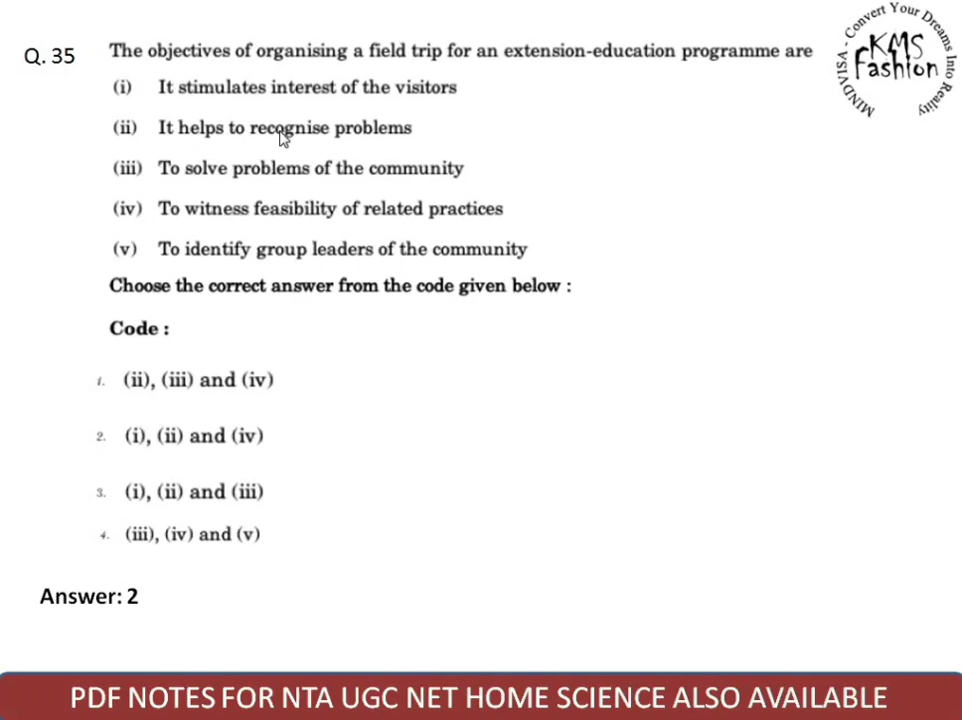 Q. 35
The objectives of organising a field trip for an extension-education programme are
(i) It stimulates interest of the visitors
(ii) It helps to recognise problems
(iii) To solve problems of the community
(iv) To witness feasibility of related practices
(v) To identify group leaders of the community
Choose the correct answer from the code given below :
Code :
1. (ii), (iii) and (iv)
2. (i), (ii) and (iv)
3. (i), (ii) and (iii)
4. (iii), (iv) and (v)
Answer: 2
MINDVISA - Convert Your Dreams Into Reality
KMS
Fashion
PDF NOTES FOR NTA UGC NET HOME SCIENCE ALSO AVAILABLE